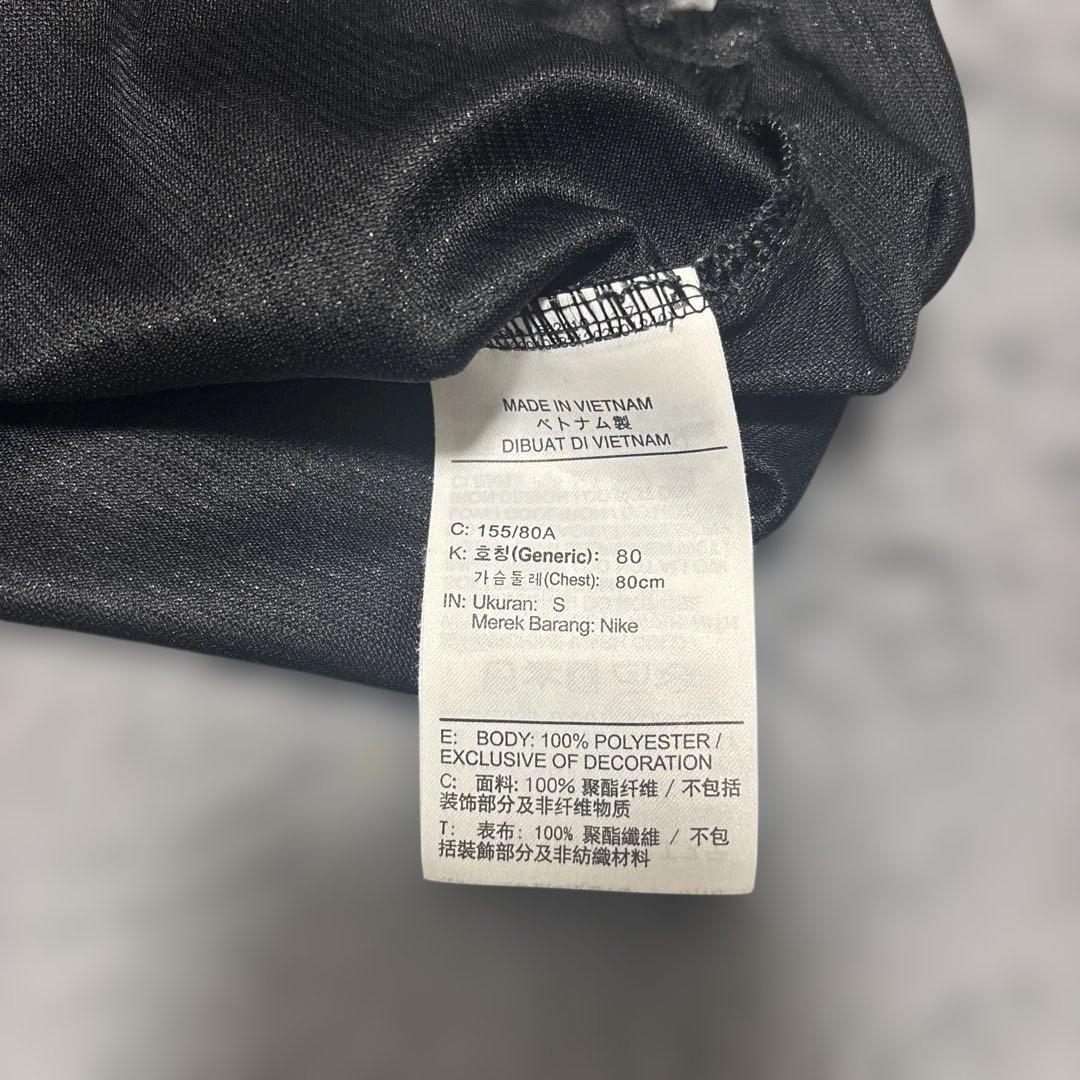 MADE IN VIETNAM
ベトナム製
DIBUAT DI VIETNAM
C: 155/80A
K: 호칭(Generic): 80
가슴둘레(Chest): 80cm
IN: Ukuran: S
Merek Barang: Nike
E: BODY: 100% POLYESTER /
EXCLUSIVE OF DECORATION
C: 面料: 100% 聚酯纤维 / 不包括
装饰部分及非纤维物质
T: 表布: 100% 聚酯纖維 / 不包
括裝飾部分及非紡織材料